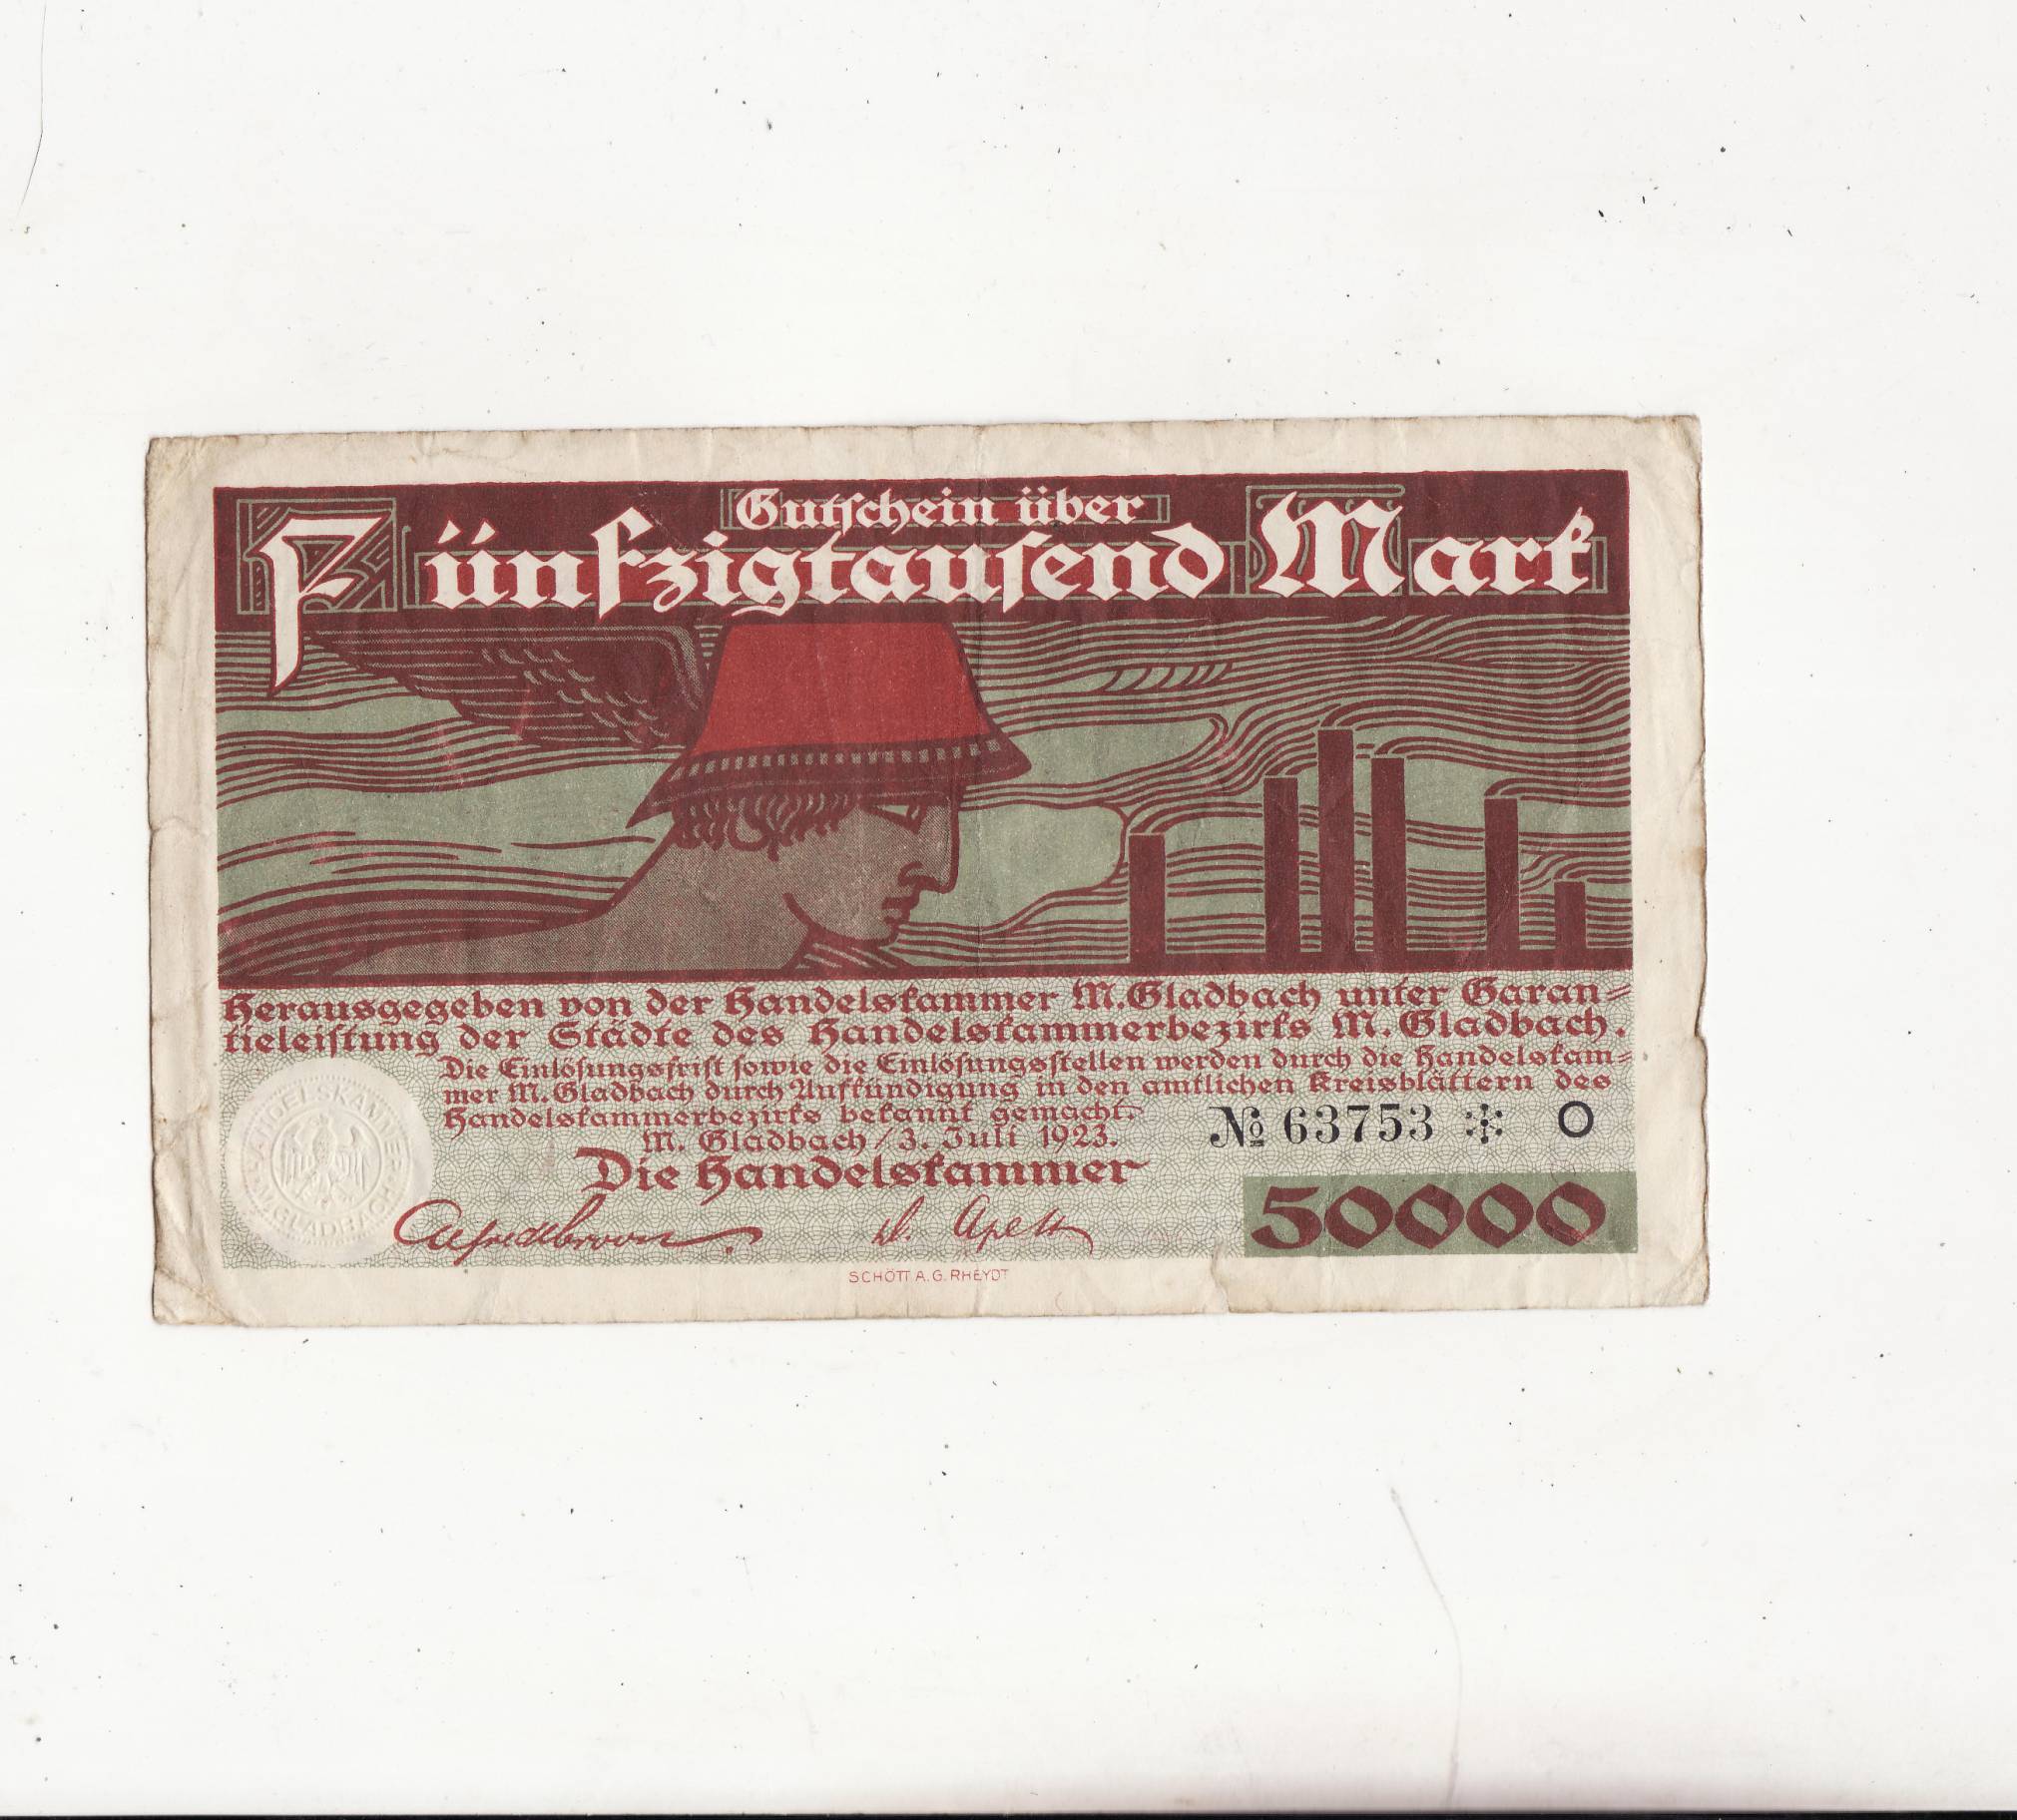 Gutschein über
Fünfzigtausend Mark
Herausgegeben von der Handelskammer M.Gladbach unter Garan=
tieleistung der Städte des Handelskammerbezirks M.Gladbach.
Die Einlösungsfrist sowie die Einlösungsstellen werden durch die Handelskam=
mer M.Gladbach durch Aufkündigung in den amtlichen Kreisblättern des
Handelskammerbezirks bekannt gemacht.
M. Gladbach / 3. Juli 1923.
№ 63753 * O
Die Handelskammer
50000
HANDELSKAMMER
M.GLADBACH
SCHÖTT A.G. RHEYDT